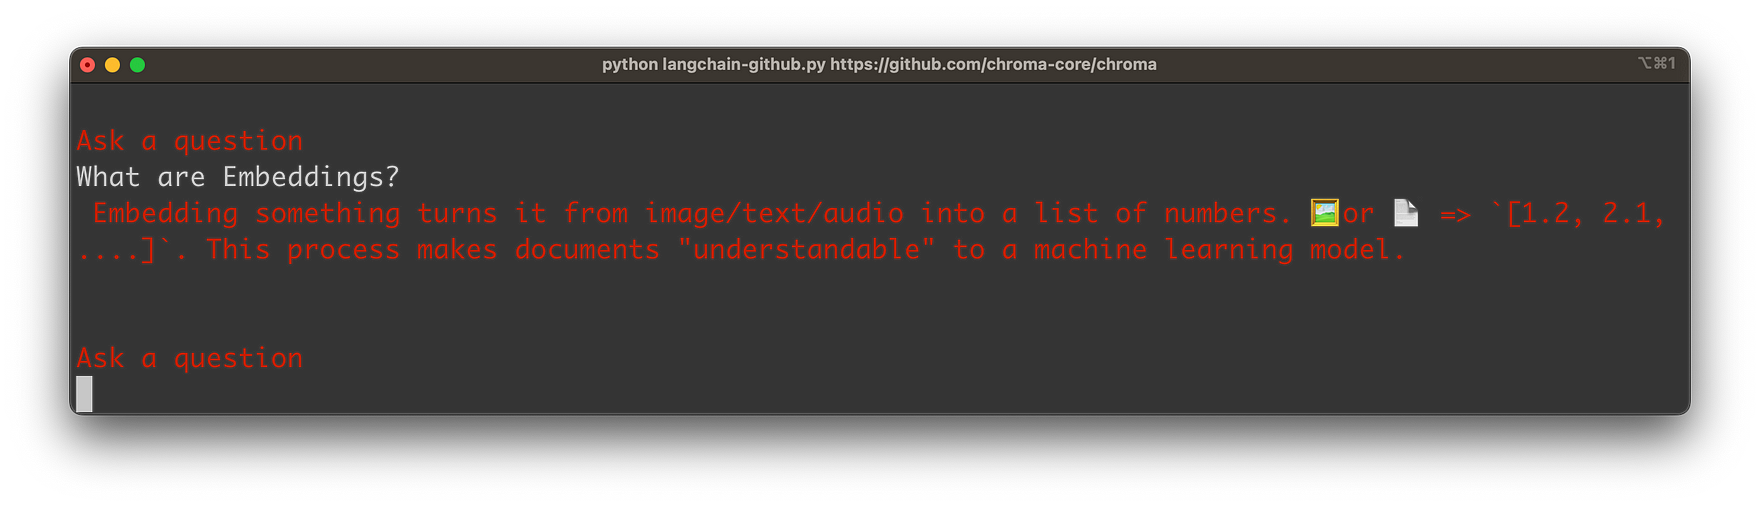 python langchain-github.py https://github.com/chroma-core/chroma
⌥⌘1
Ask a question
What are Embeddings?
Embedding something turns it from image/text/audio into a list of numbers. 🖼️or 📄 => `[1.2, 2.1,
....]`. This process makes documents "understandable" to a machine learning model.
Ask a question